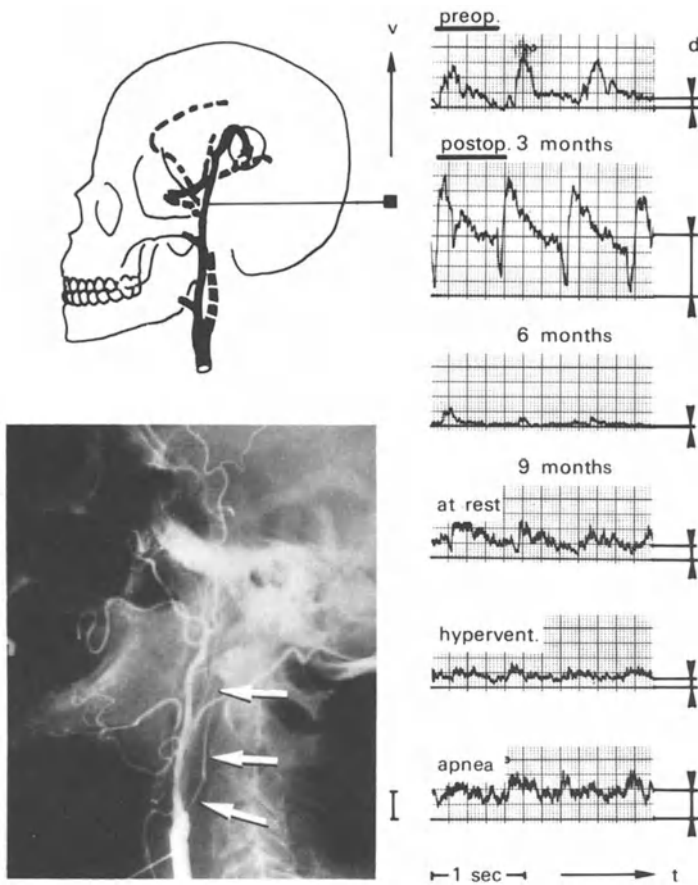 v
preop.
d
postop. 3 months
6 months
9 months
at rest
hypervent.
apnea
1 sec
t